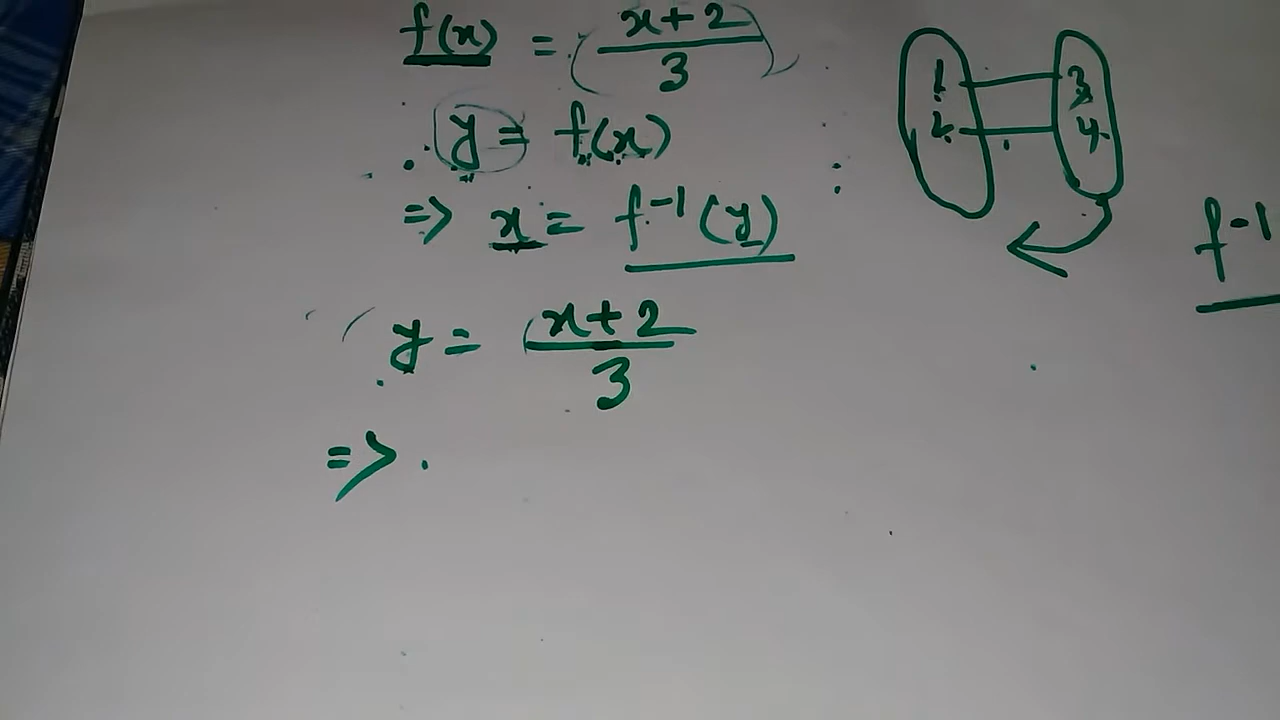 f(x) = (x+2/3)
y = f(x)
=> x = f-1(y)
y = x+2/3
=> .
1 3
2 4
f-1